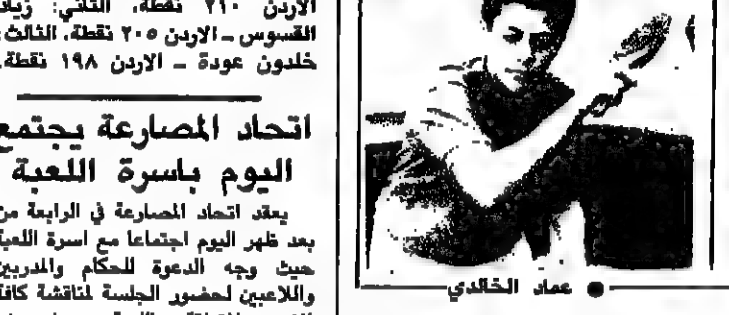 الاردن ٢١٠ نقطة، الثاني: زياد
القسوس ـ الاردن ٢٠٥ نقطة، الثالث:
خلدون عودة ـ الاردن ١٩٨ نقطة.
اتحاد المصارعة يجتمع
اليوم باسرة اللعبة
يعقد اتحاد المصارعة في الرابعة من
بعد ظهر اليوم اجتماعا مع اسرة اللعبة
حيث وجه الدعوة للحكام والمدربين
واللاعبين لحضور الجلسة لمناقشة كافة
● عماد الخالدي